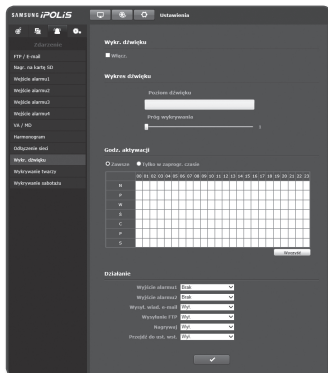 SAMSUNG iPOLiS
Ustawienia
Zdarzenie
FTP / E-mail
Nagr. na kartę SD
Wejście alarmu1
Wejście alarmu2
Wejście alarmu3
Wejście alarmu4
VA / MD
Harmonogram
Odłączenie sieci
Wykr. dźwięku
Wykrywanie twarzy
Wykrywanie sabotażu
Wykr. dźwięku
Włącz.
Wykres dźwięku
Poziom dźwięku
Próg wykrywania
1
Godz. aktywacji
Zawsze Tylko w zaprogr. czasie
00 01 02 03 04 05 06 07 08 09 10 11 12 13 14 15 16 17 18 19 20 21 22 23
N
P
W
Ś
C
P
S
Wyczyść
Działanie
Wyjście alarmu1 Brak
Wyjście alarmu2 Brak
Wysył. wiad. e-mail Wył.
Wysyłanie FTP Wył.
Nagrywaj Wył.
Przejdź do ust. wst. Wył.